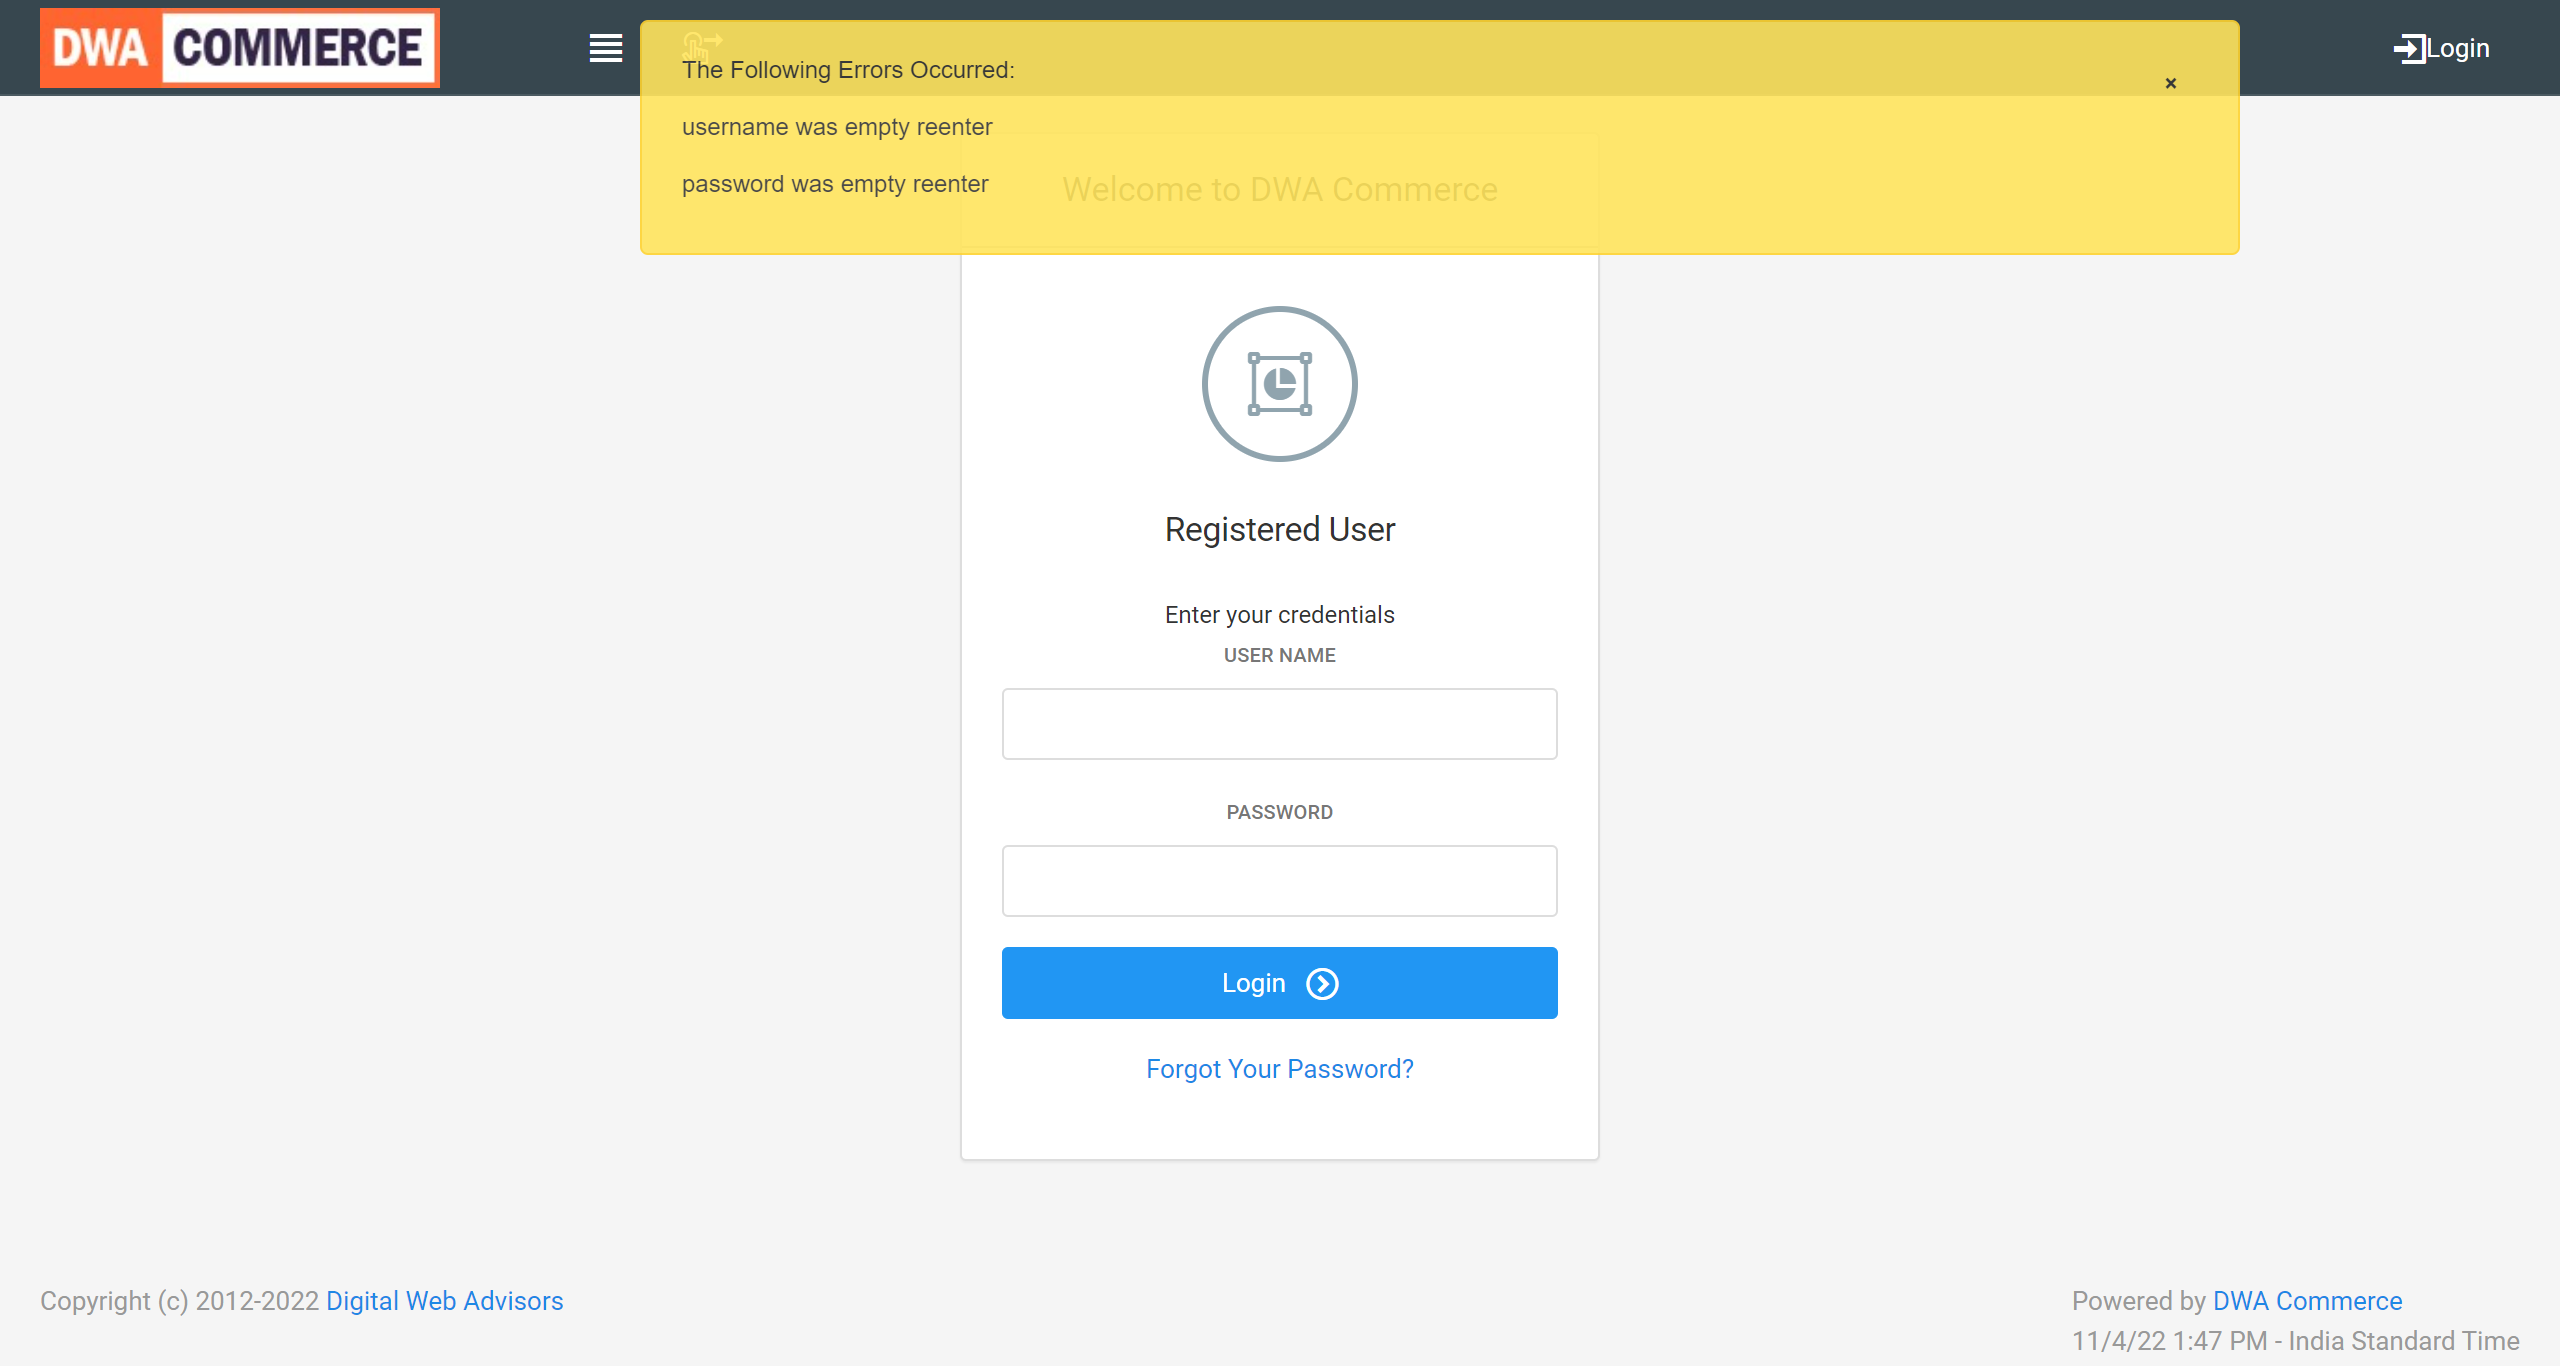 DWA COMMERCE
Login
The Following Errors Occurred:
×
username was empty reenter
password was empty reenter
Welcome to DWA Commerce
Registered User
Enter your credentials
USER NAME
PASSWORD
Login
Forgot Your Password?
Copyright (c) 2012-2022 Digital Web Advisors
Powered by DWA Commerce
11/4/22 1:47 PM - India Standard Time